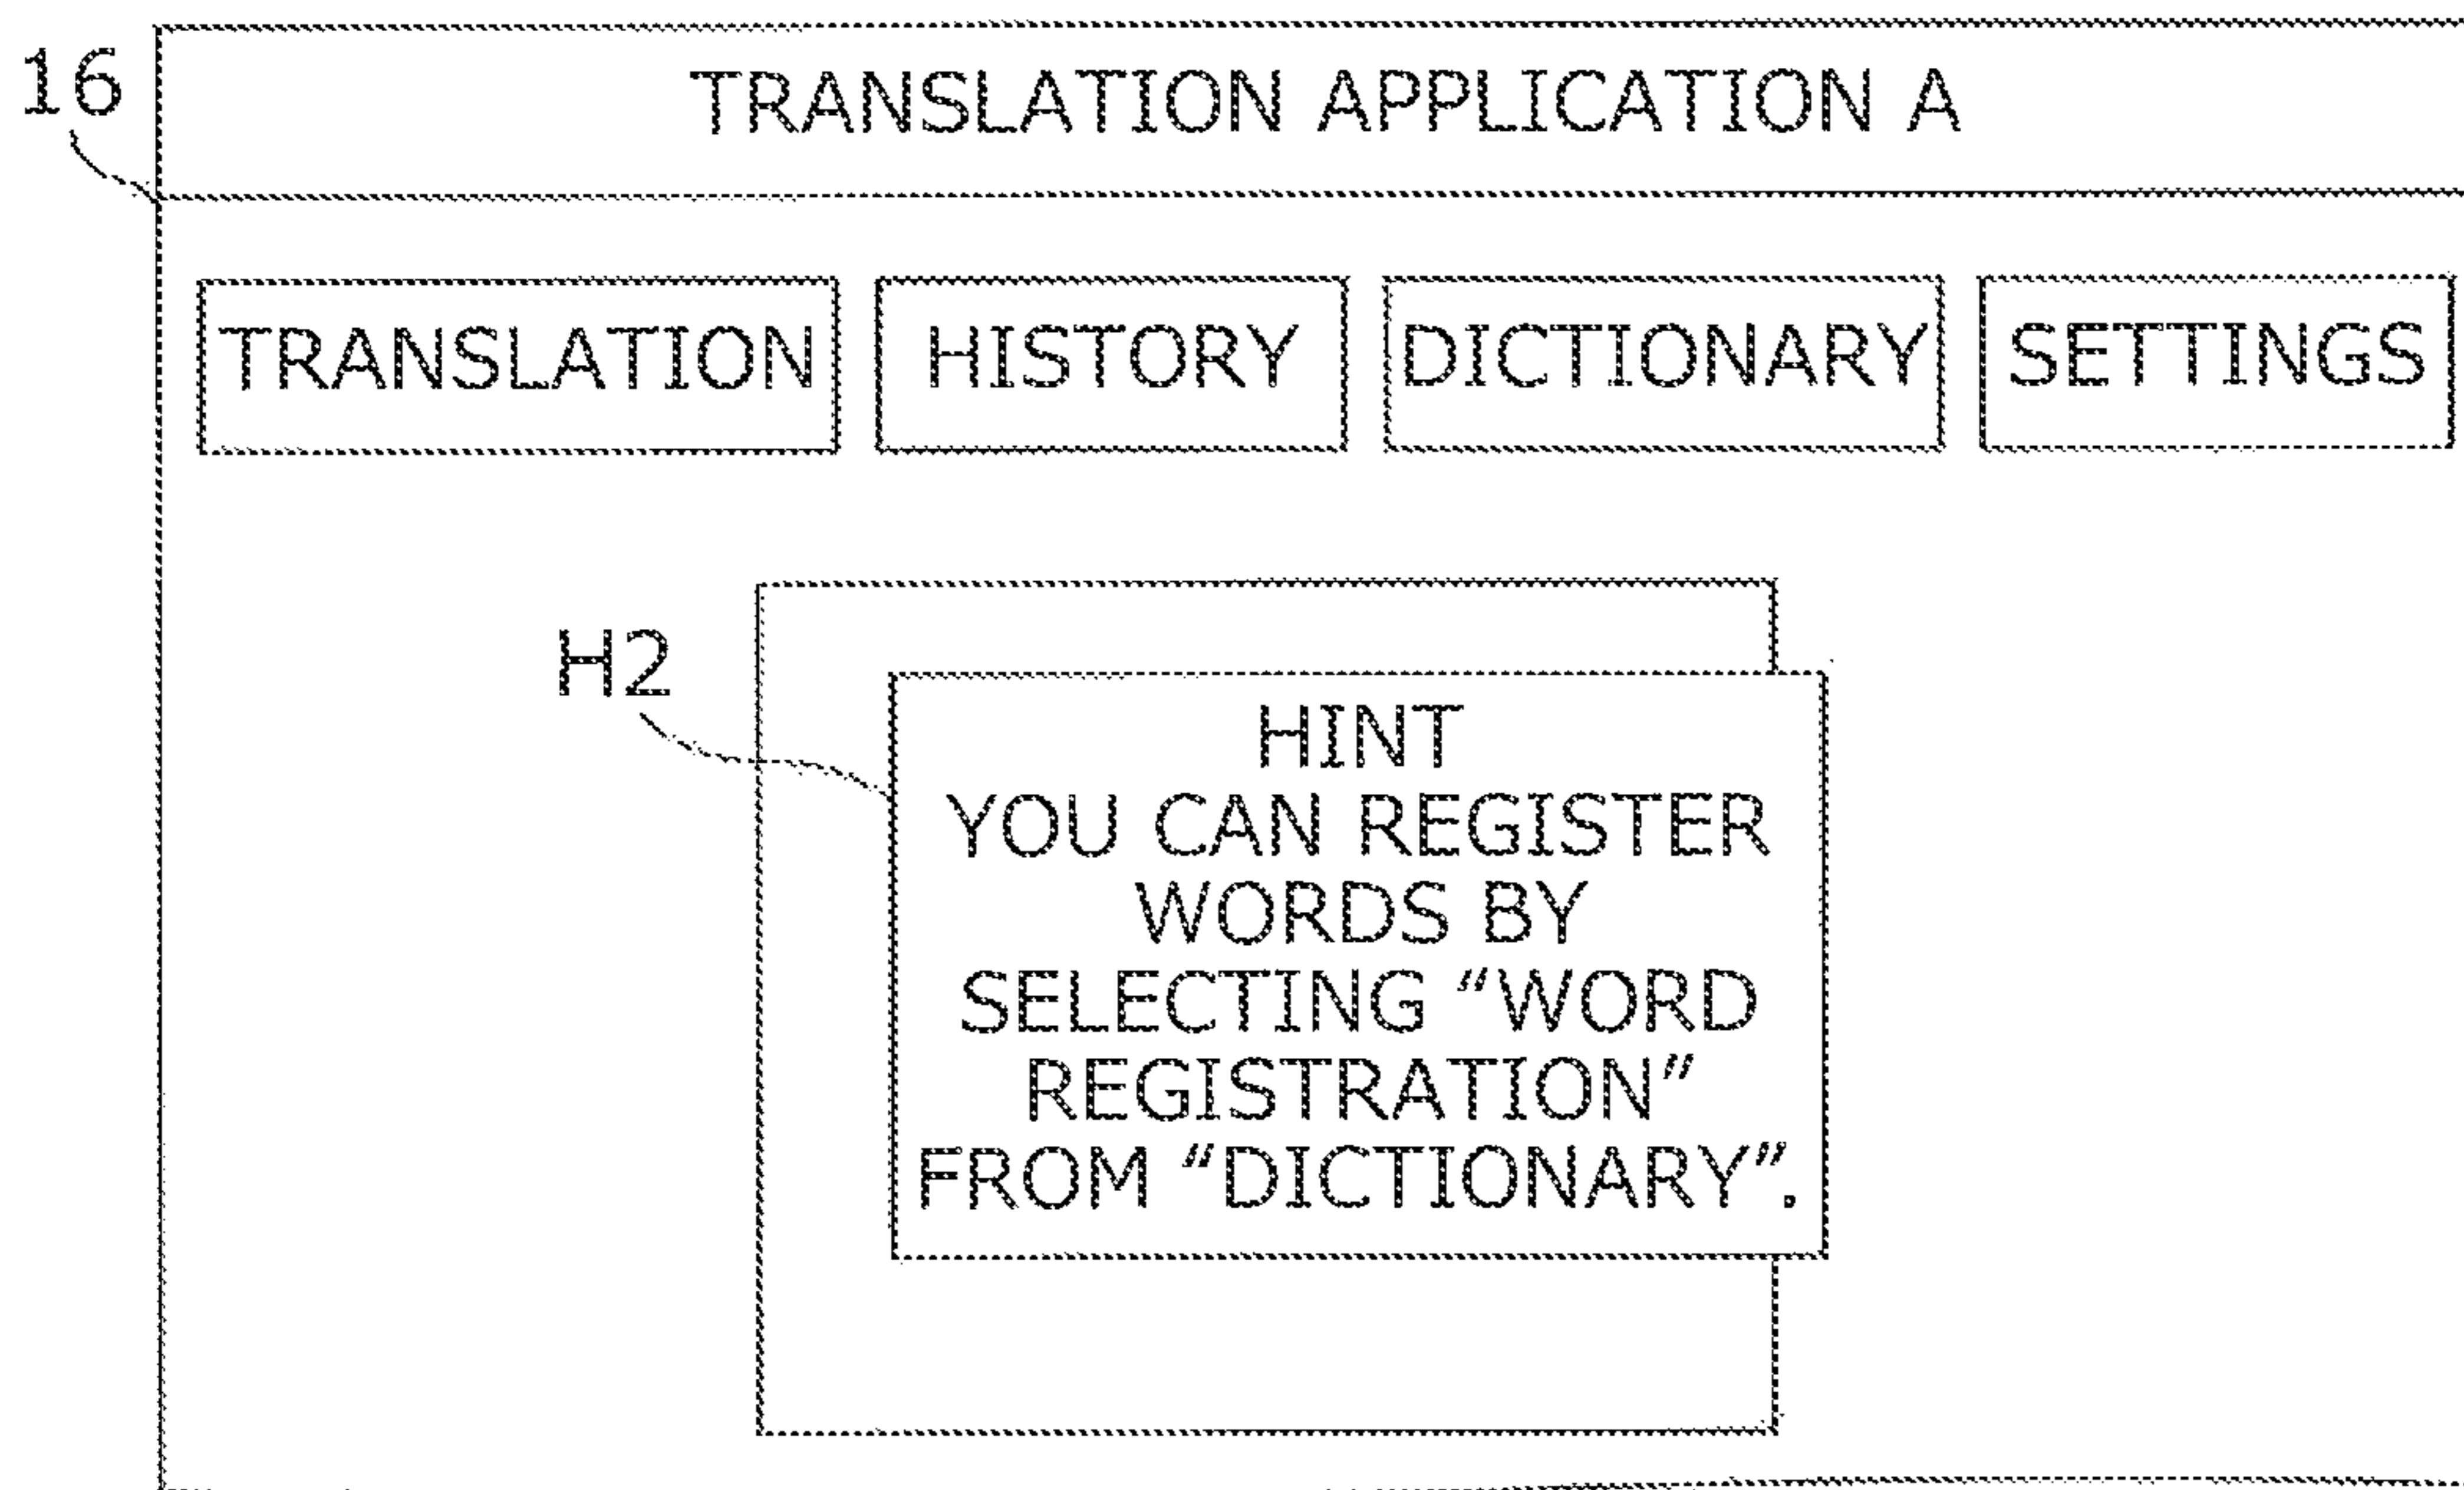 16
TRANSLATION APPLICATION A
TRANSLATION HISTORY DICTIONARY SETTINGS
H2
HINT
YOU CAN REGISTER
WORDS BY
SELECTING “WORD
REGISTRATION”
FROM “DICTIONARY”.